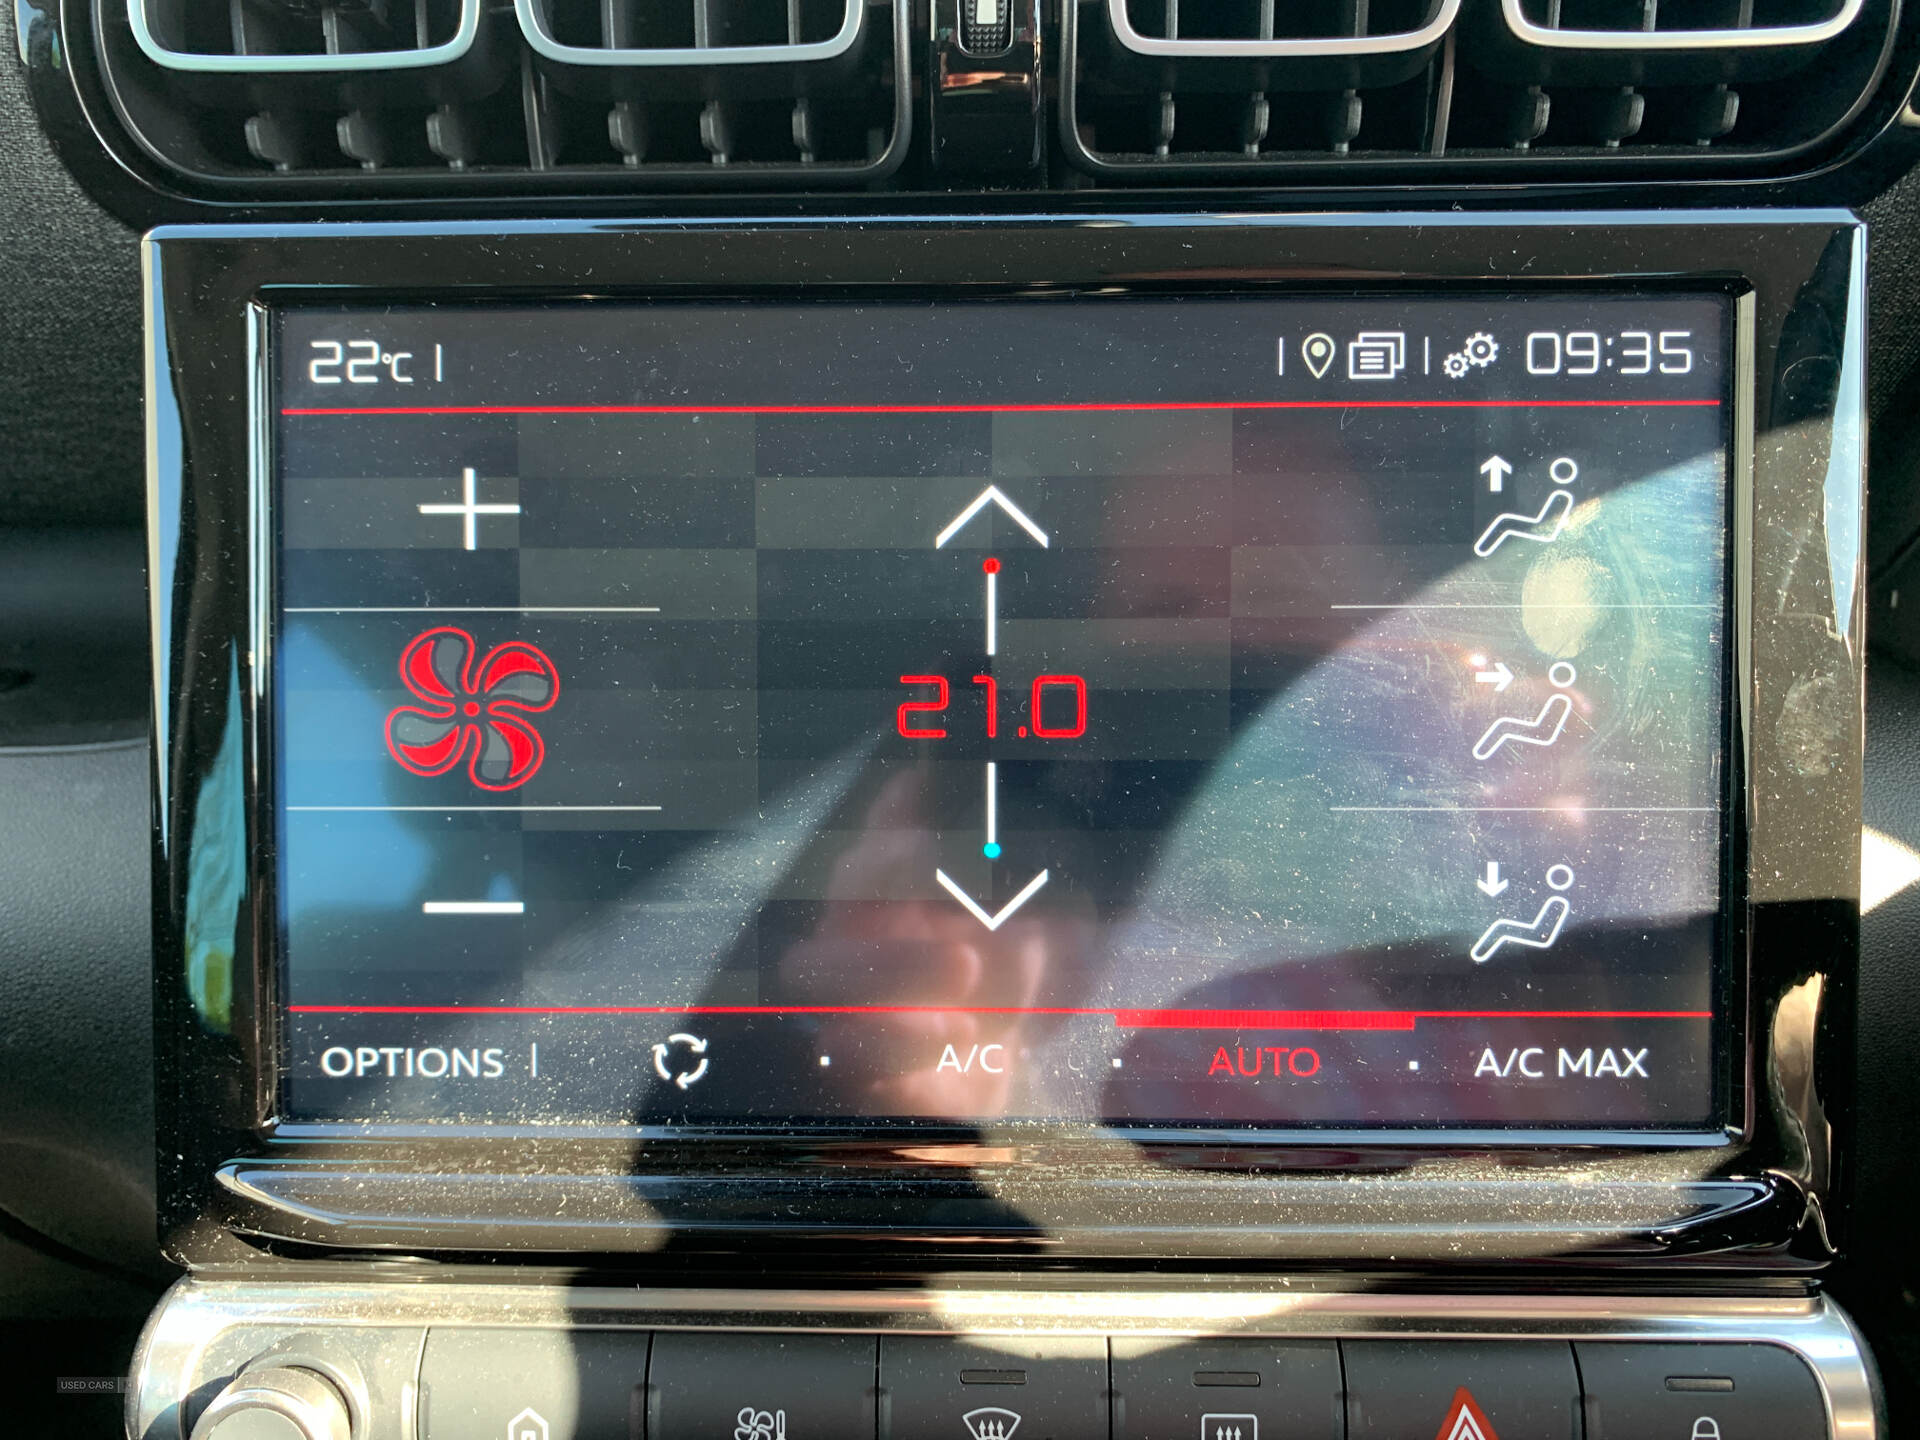 22°C
09:35
21.0
OPTIONS A/C AUTO A/C MAX
USED CARS